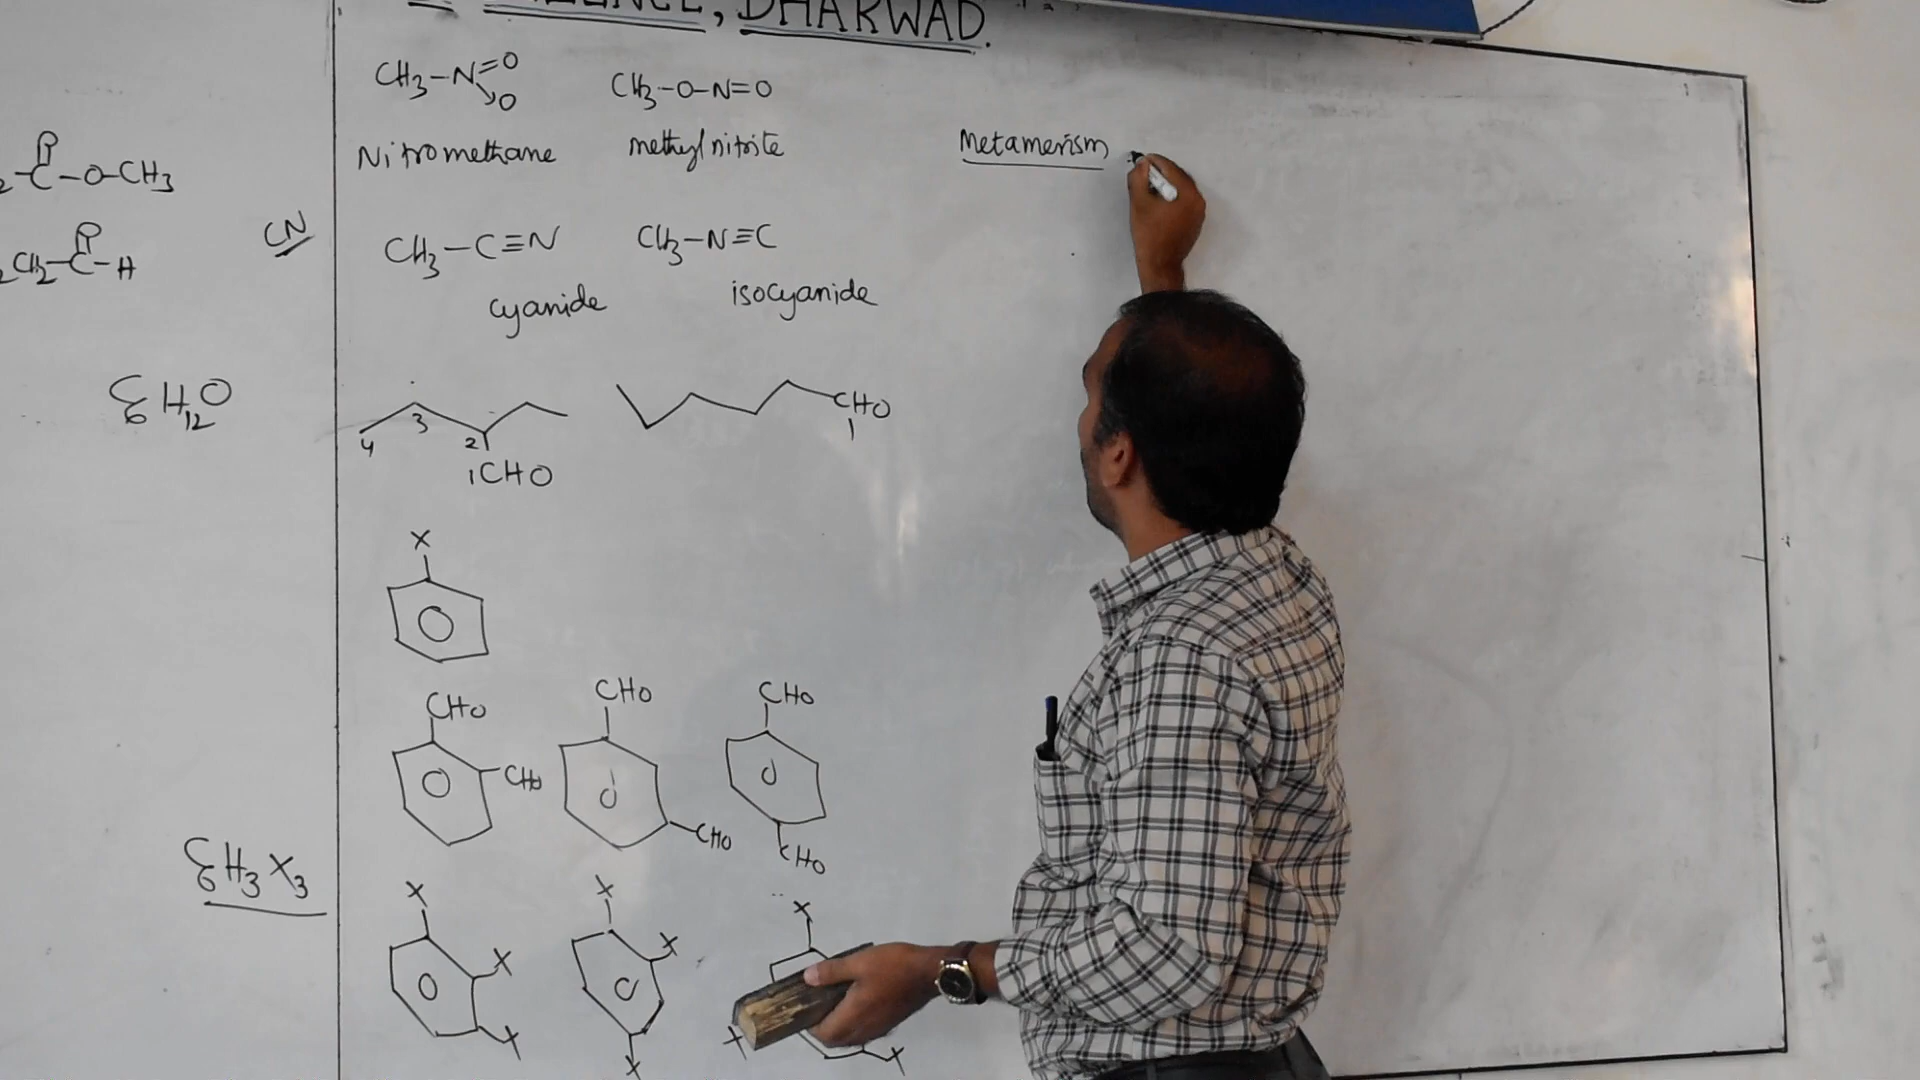 DHARWAD.
CH3-N=O
O
CH3-O-N=O
Nitromethane
methyl nitrite
Metamerism
-C-O-CH3
CN
CH3-C≡N
CH3-N≡C
cyanide
isocyanide
CH2-C-H
C6H12O
4 3 2
1CHO
CHO
1
X
CHO
CHO
CHO
CHO
CHO
CHO
C6H3X3
X
X
X
X
X
X
X
X
X